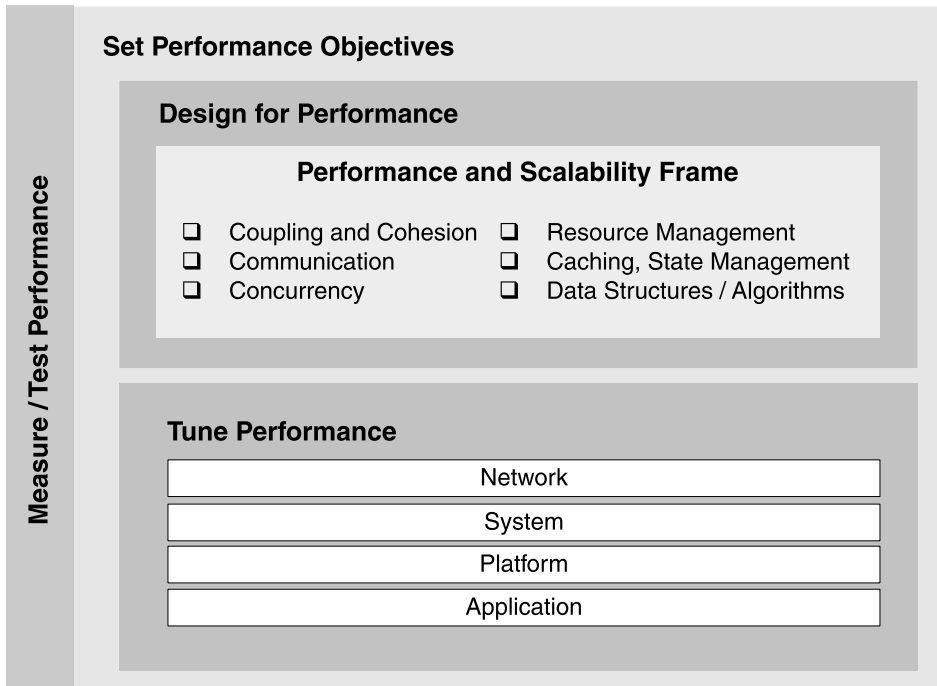 Measure / Test Performance
Set Performance Objectives
Design for Performance
Performance and Scalability Frame
❑ Coupling and Cohesion
❑ Communication
❑ Concurrency
❑ Resource Management
❑ Caching, State Management
❑ Data Structures / Algorithms
Tune Performance
Network
System
Platform
Application